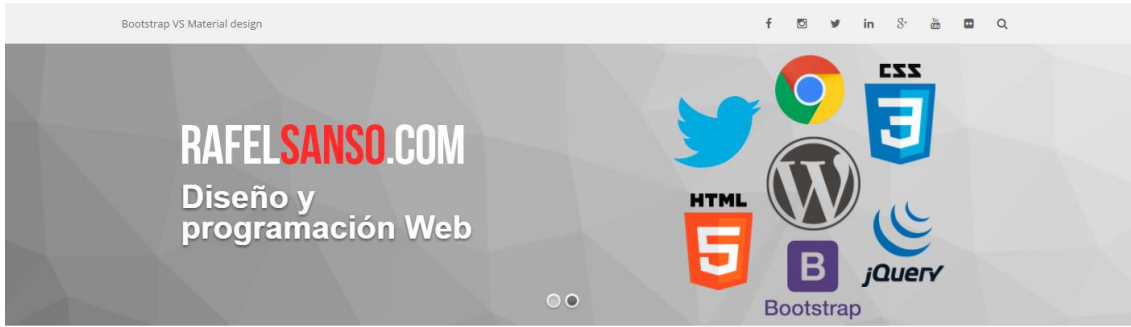 Bootstrap VS Material design
RAFELSANSO.COM
Diseño y
programación Web
CSS
3
HTML
5
W
B
Bootstrap
jQuery